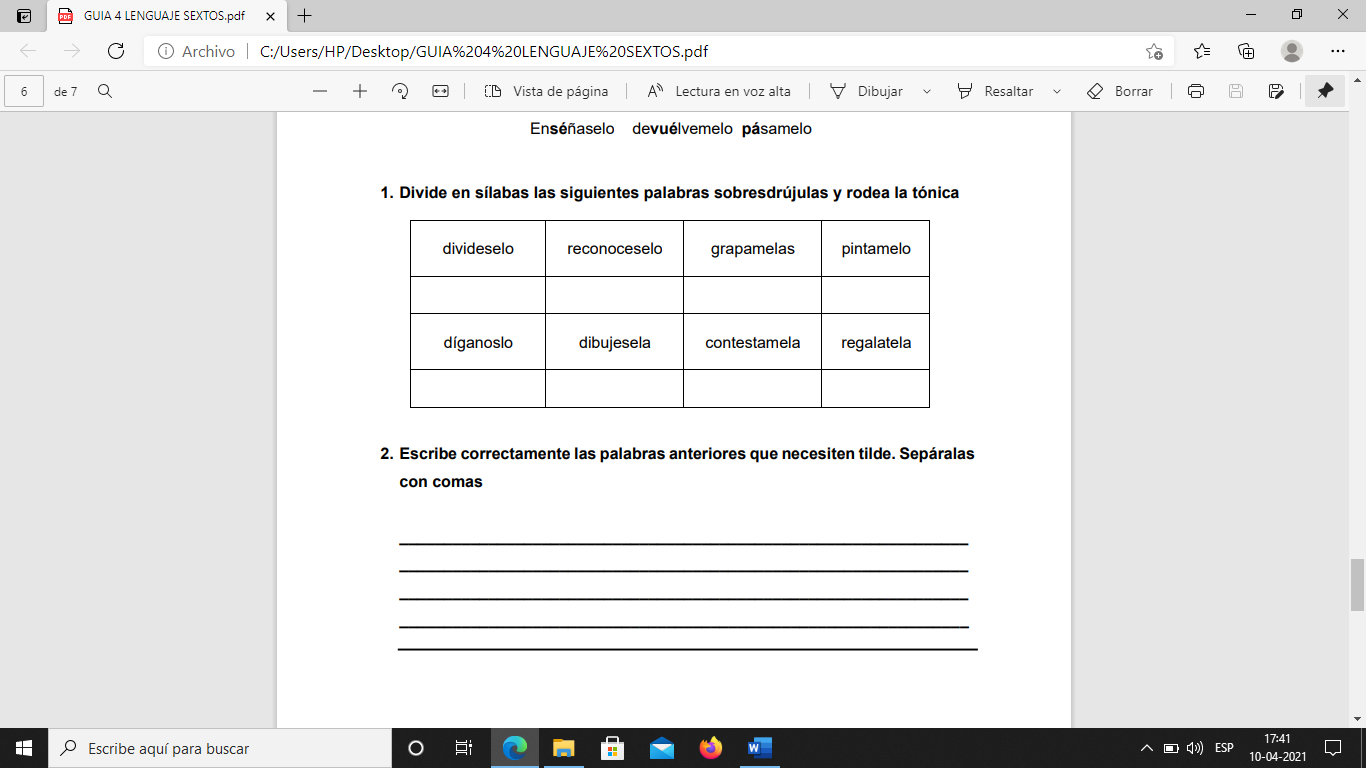 GUIA 4 LENGUAJE SEXTOS.pdf
Archivo C:/Users/HP/Desktop/GUIA%204%20LENGUAJE%20SEXTOS.pdf
6 de 7 Vista de página Lectura en voz alta Dibujar Resaltar Borrar
Enséñaselo devuélvemelo pásamelo
1. Divide en sílabas las siguientes palabras sobresdrújulas y rodea la tónica
divideselo reconoceselo grapamelas pintamelo
díganoslo dibujesela contestamela regalatela
2. Escribe correctamente las palabras anteriores que necesiten tilde. Sepáralas
con comas
Escribe aquí para buscar
ESP
17:41
10-04-2021